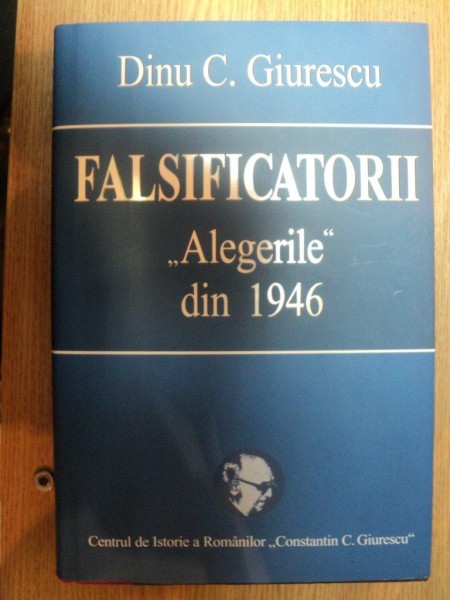 Dinu C. Giurescu
FALSIFICATORII
„Alegerile“
din 1946
Centrul de Istorie a Românilor „Constantin C. Giurescu“